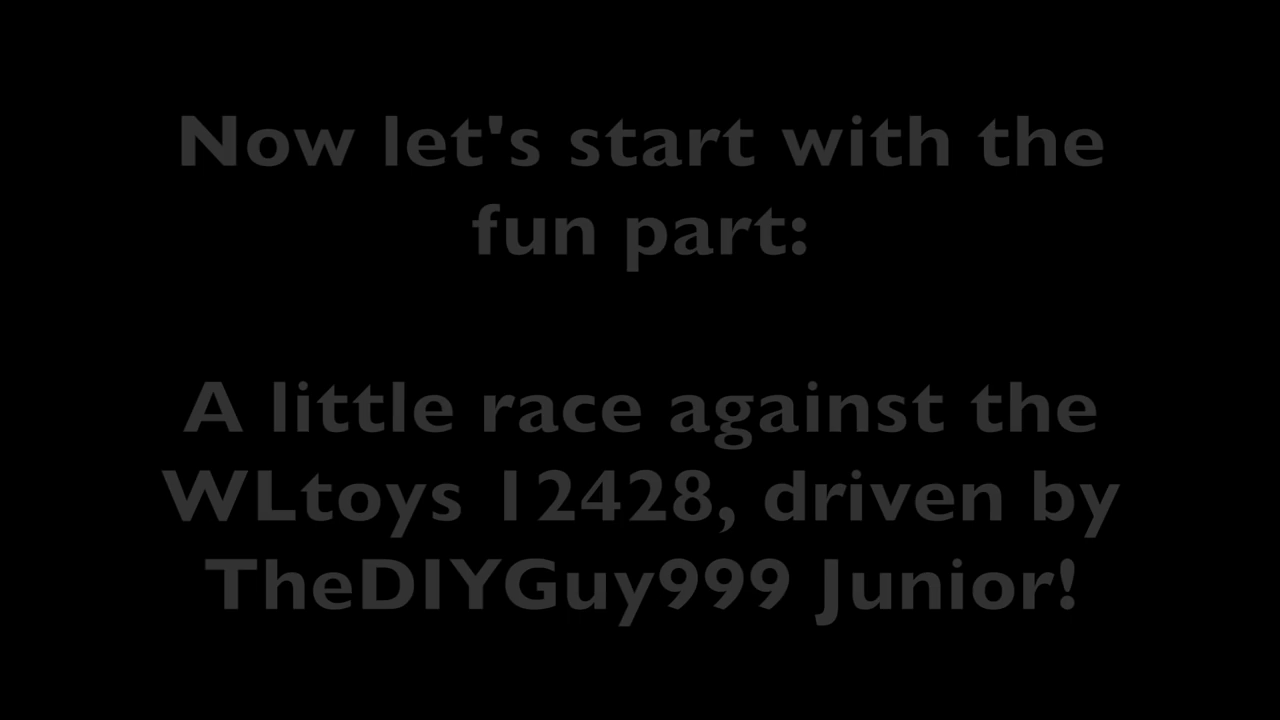 Now let's start with the
fun part:
A little race against the
WLtoys 12428, driven by
TheDIYGuy999 Junior!